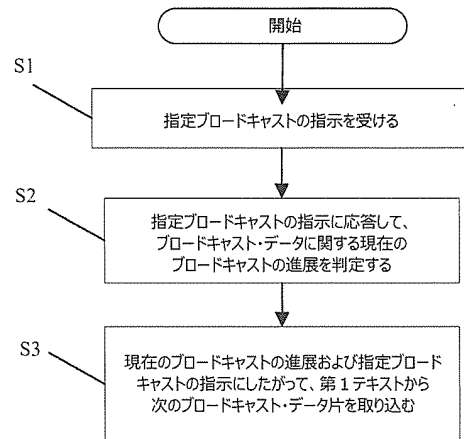 開始
S1
指定ブロードキャストの指示を受ける
S2
指定ブロードキャストの指示に応答して、
ブロードキャスト・データに関する現在の
ブロードキャストの進展を判定する
S3
現在のブロードキャストの進展および指定ブロード
キャストの指示にしたがって、第1テキストから
次のブロードキャスト・データ片を取り込む